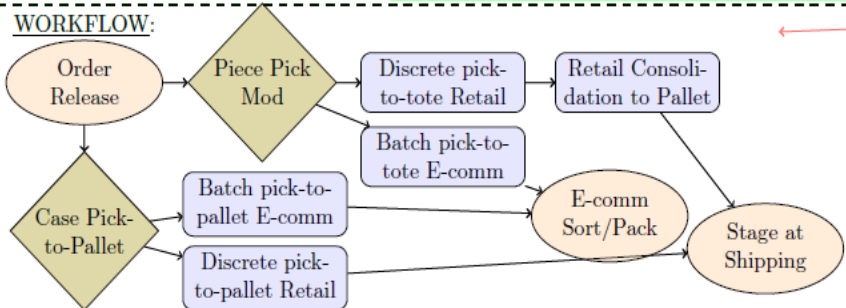 WORKFLOW:
Order
Release
Piece Pick
Mod
Discrete pick-
to-tote Retail
Retail Consoli-
dation to Pallet
Batch pick-to-
tote E-comm
Case Pick-
to-Pallet
Batch pick-to-
pallet E-comm
E-comm
Sort/Pack
Stage at
Shipping
Discrete pick-
to-pallet Retail